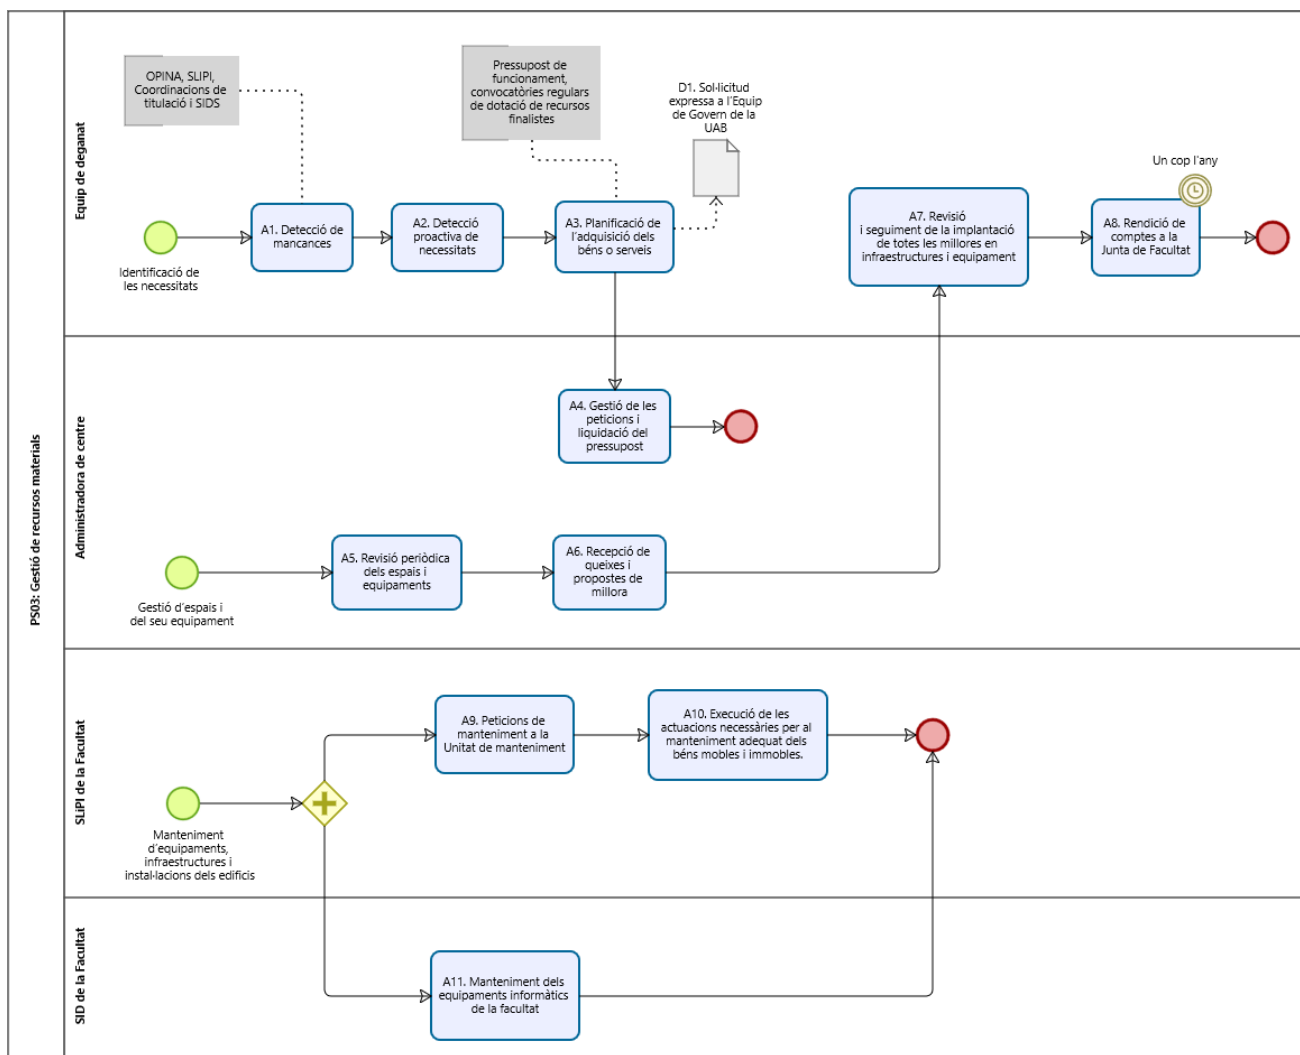 PS03: Gestió de recursos materials
Equip de deganat
OPINA, SLIPI,
Coordinacions de
titulació i SIDS
Pressupost de
funcionament,
convocatòries regulars
de dotació de recursos
finalistes
D1. Sol·licitud
expressa a l'Equip
de Govern de la
UAB
Identificació de
les necessitats
A1. Detecció de
mancances
A2. Detecció
proactiva de
necessitats
A3. Planificació de
l'adquisició dels
béns o serveis
A7. Revisió
i seguiment de la implantació
de totes les millores en
infraestructures i equipament
Un cop l'any
A8. Rendició de
comptes a la
Junta de Facultat
Administradora de centre
A4. Gestió de les
peticions i
liquidació del
pressupost
Gestió d'espais i
del seu equipament
A5. Revisió periòdica
dels espais i
equipaments
A6. Recepció de
queixes i
propostes de
millora
SLiPI de la Facultat
Manteniment
d'equipaments,
infraestructures i
instal·lacions dels edificis
A9. Peticions de
manteniment a la
Unitat de manteniment
A10. Execució de les
actuacions necessàries per al
manteniment adequat dels
béns mobles i immobles.
SID de la Facultat
A11. Manteniment dels
equipaments informàtics
de la facultat